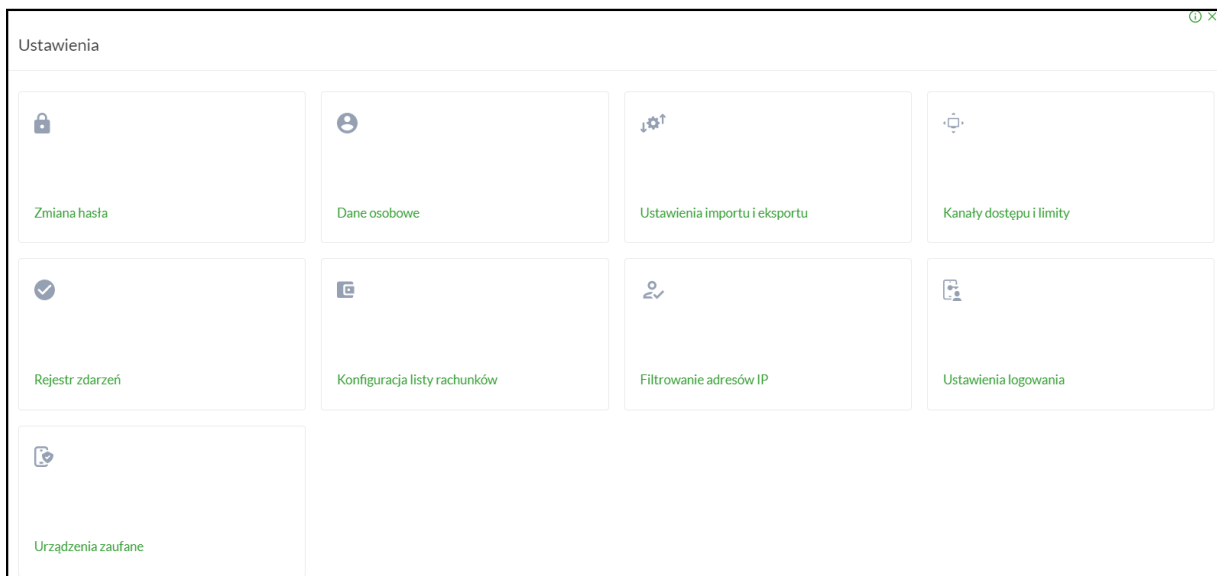 Ustawienia
Zmiana hasła
Dane osobowe
Ustawienia importu i eksportu
Kanały dostępu i limity
Rejestr zdarzeń
Konfiguracja listy rachunków
Filtrowanie adresów IP
Ustawienia logowania
Urządzenia zaufane